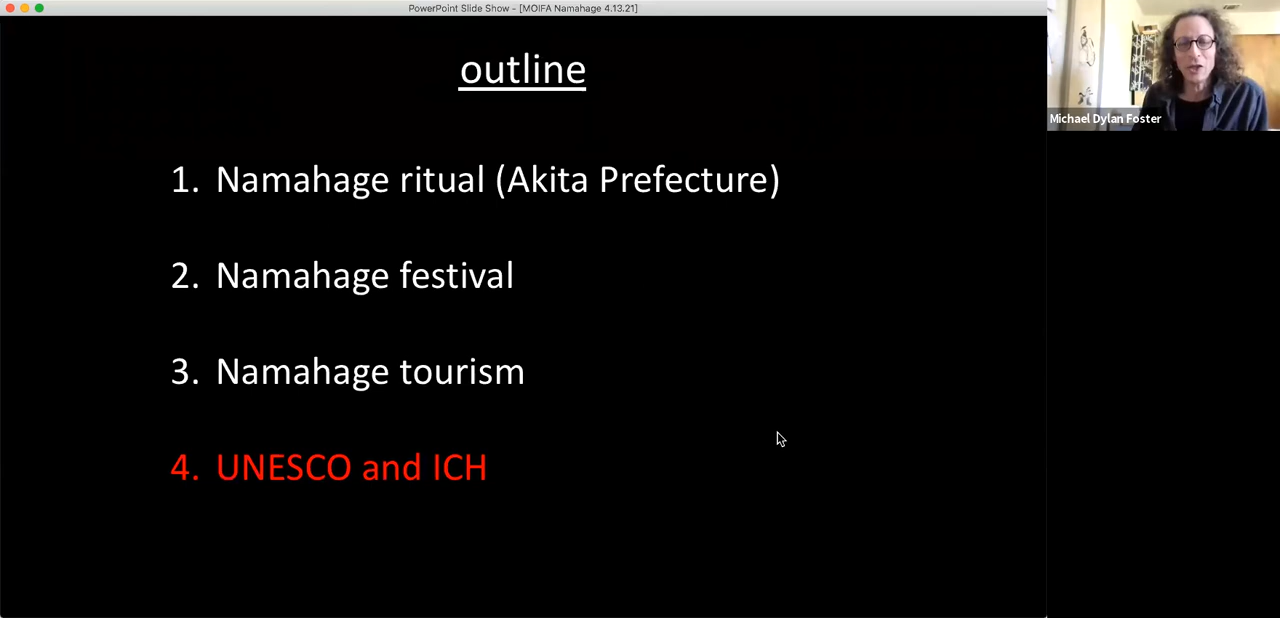 PowerPoint Slide Show - [MOIFA Namahage 4.13.21]
outline
1. Namahage ritual (Akita Prefecture)
2. Namahage festival
3. Namahage tourism
4. UNESCO and ICH
Michael Dylan Foster